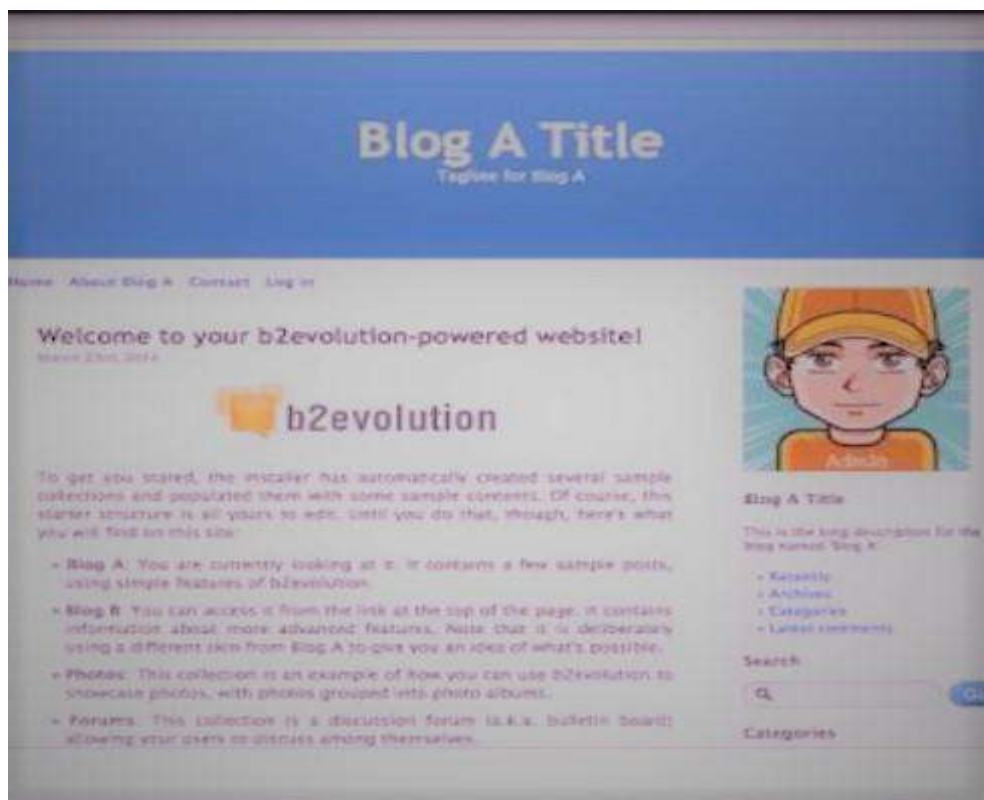 Blog A Title
Tagline for Blog A
Home About Blog A Contact Log in
Welcome to your b2evolution-powered website!
March 23rd,
b2evolution
To get you stared, the installer has automatically created several sample
collections and populated them with some sample contents. Of course, this
starter structure is all yours to edit. Until you do that, though, here's what
you will find on this site:
Blog A: You are currently looking at it. It contains a few sample posts,
using simple features of b2evolution.
Blog B: You can access it from the link at the top of the page. It contains
information about more advanced features. Note that it is deliberately
using a different skin from Blog A to give you an idea of what's possible.
Photos: This collection is an example of how you can use b2evolution to
showcase photos, with photos grouped into photo albums.
Forums: This collection is a discussion forum (a.k.a. bulletin board)
allowing your users to discuss among themselves.
Admin
Blog A Title
This is the long description for the
blog named 'Blog A'.
Recently
Archives
Categories
Latest comments
Search
Categories